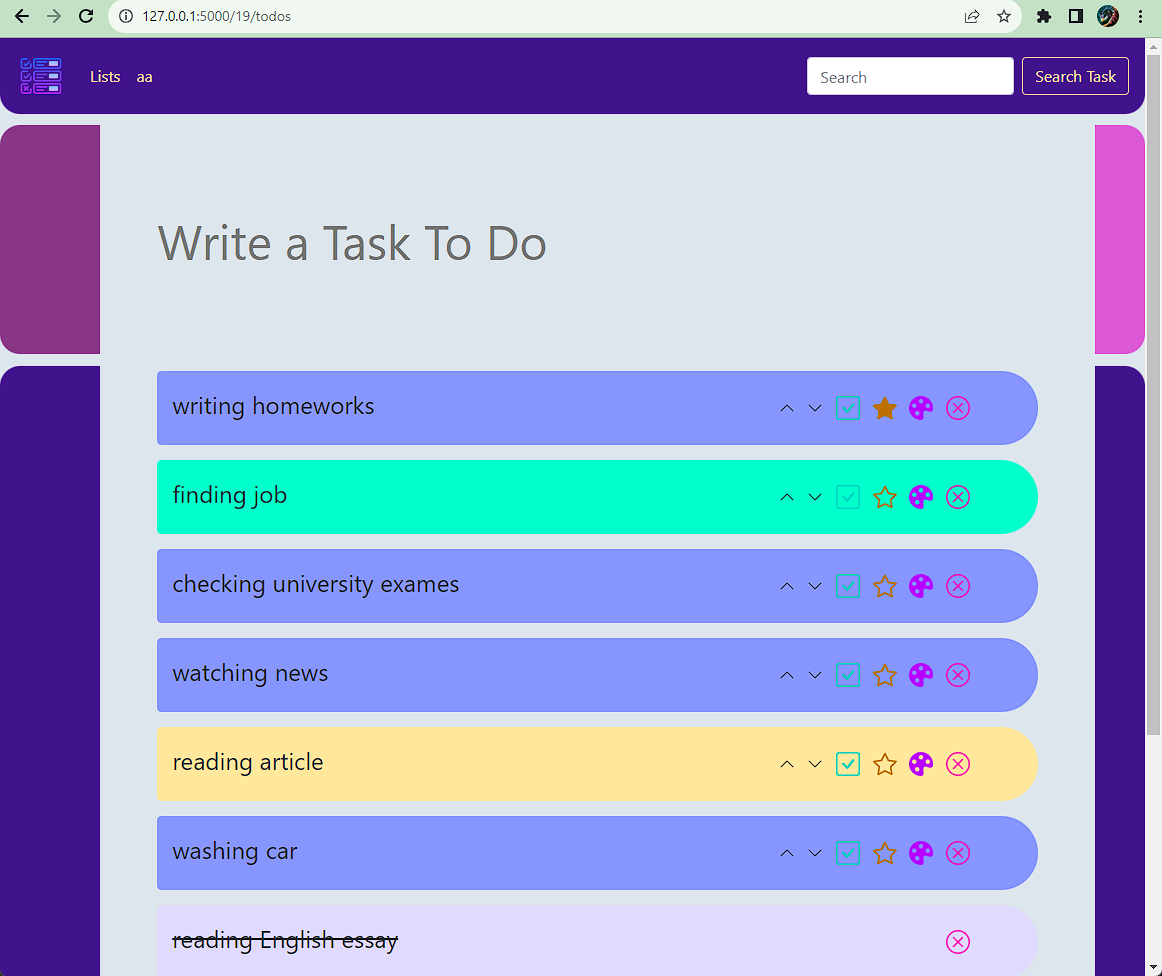 127.0.0.1:5000/19/todos
Lists aa Search Search Task
Write a Task To Do
writing homeworks
finding job
checking university exames
watching news
reading article
washing car
reading English essay